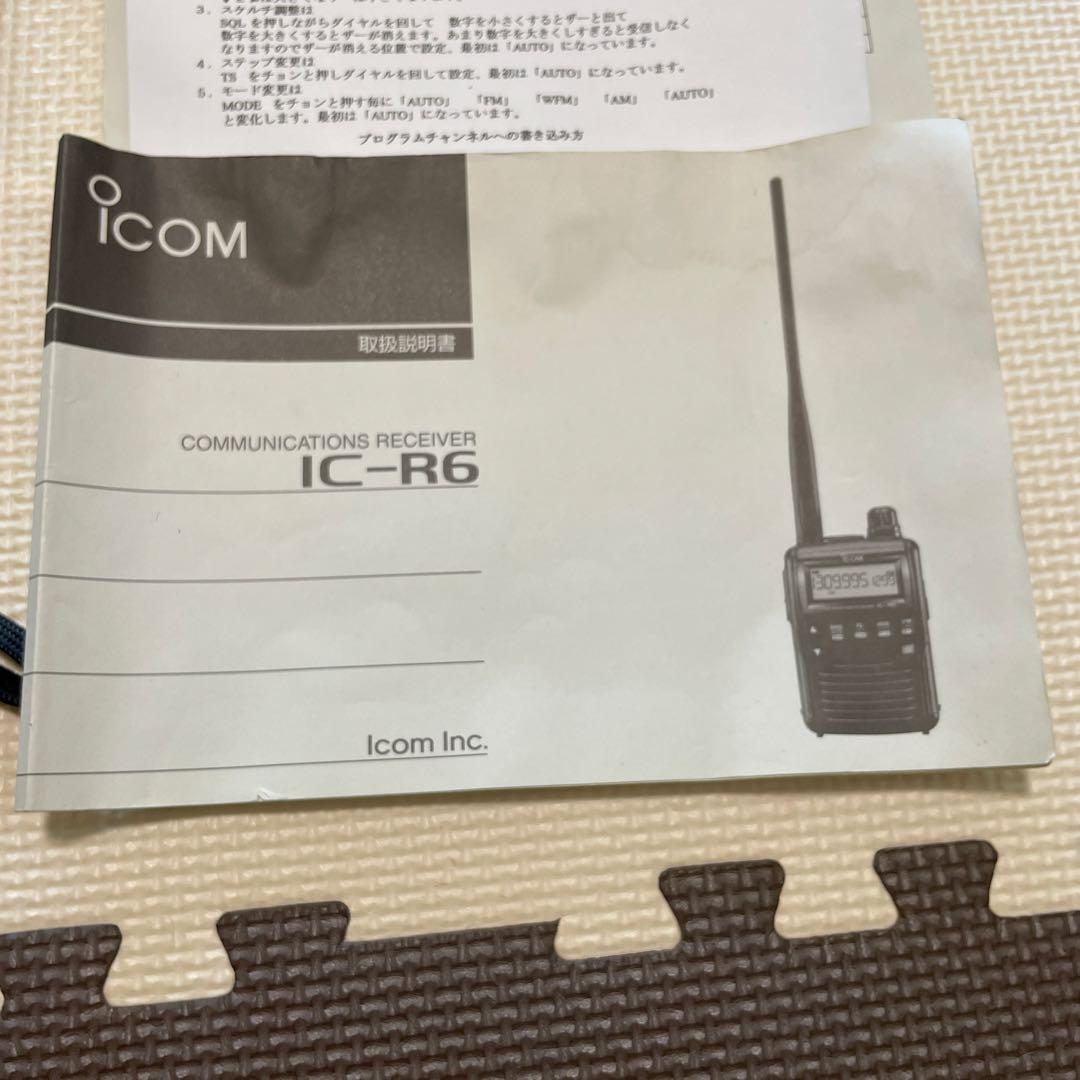 3．スケルチ調整は
SQLを押しながらダイヤルを回して　数字を小さくするとザーと出て
数字を大きくするとザーが消えます。あまり数字を大きくしすぎると受信しなく
なりますのでザーが消える位置で設定。最初は「AUTO」になっています。
4．ステップ変更は
TS　をチョンと押しダイヤルを回して設定。最初は「AUTO」になっています。
5．モード変更は
MODE　をチョンと押す毎に「AUTO」　「FM」　「WFM」　「AM」　「AUTO」
と変化します。最初は「AUTO」になっています。
プログラムチャンネルへの書き込み方
ICOM
取扱説明書
COMMUNICATIONS RECEIVER
IC-R6
ICOM
309.995
Icom Inc.